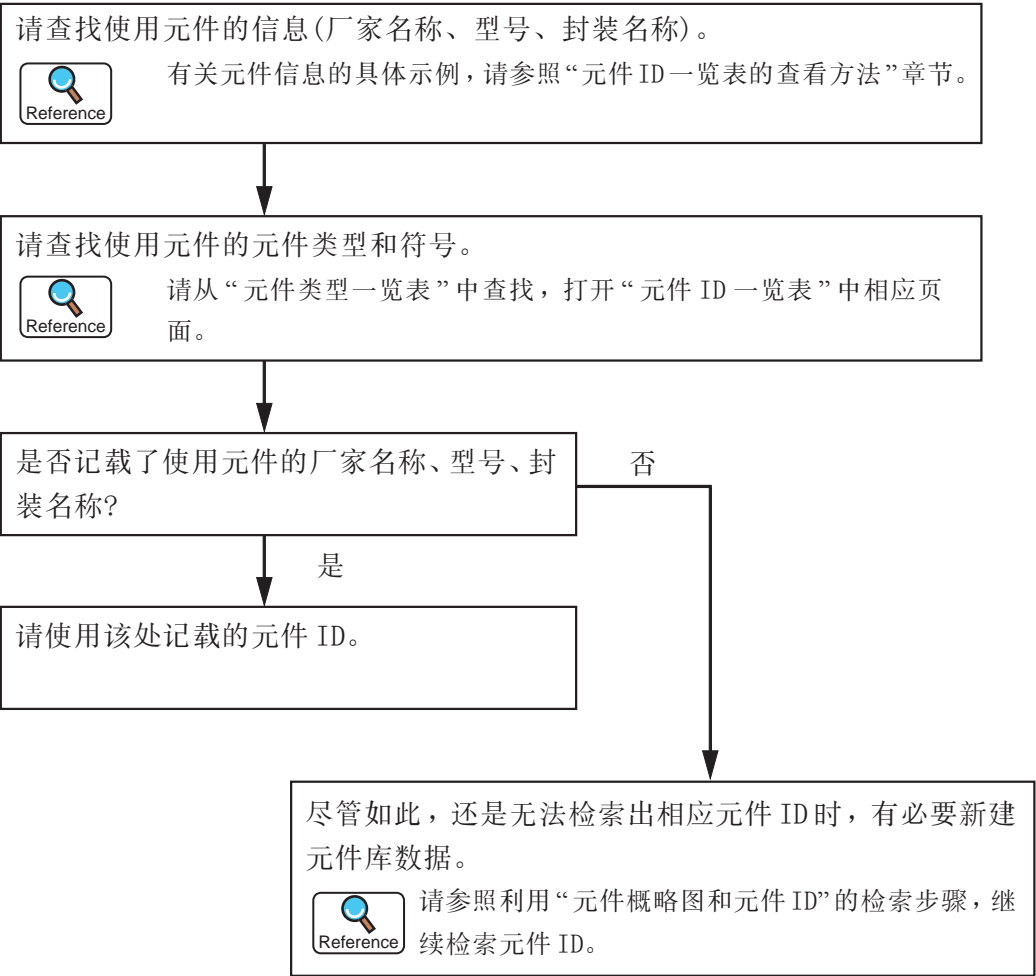 请查找使用元件的信息(厂家名称、型号、封装名称)。
Reference
有关元件信息的具体示例,请参照“元件ID一览表的查看方法”章节。
请查找使用元件的元件类型和符号。
Reference
请从“元件类型一览表”中查找,打开“元件 ID 一览表”中相应页
面。
是否记载了使用元件的厂家名称、型号、封
装名称?
否
是
请使用该处记载的元件 ID。
尽管如此,还是无法检索出相应元件 ID时,有必要新建
元件库数据。
Reference
请参照利用“元件概略图和元件ID”的检索步骤,继
续检索元件 ID。